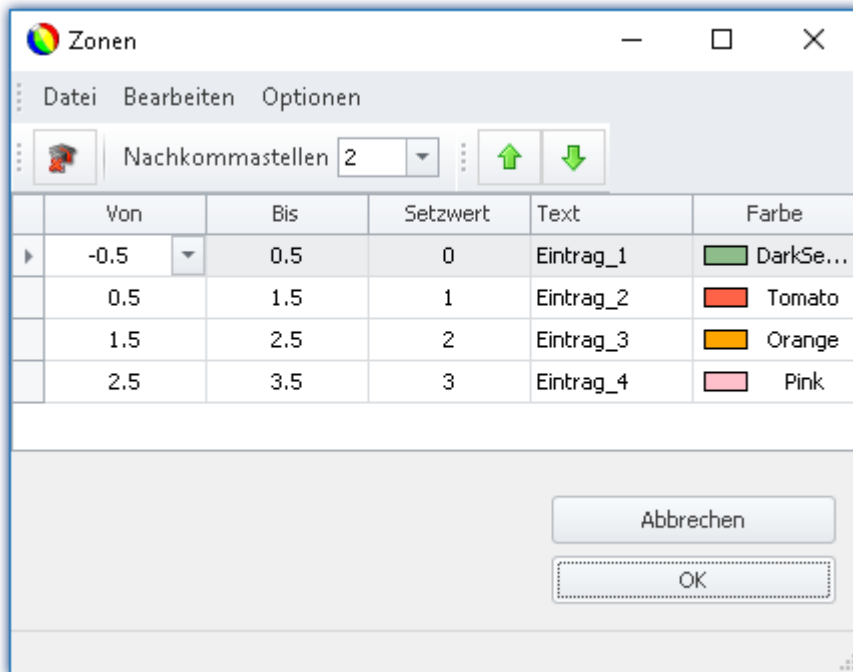 Zonen
Datei Bearbeiten Optionen
Nachkommastellen 2
Von Bis Setzwert Text Farbe
-0.5 0.5 0 Eintrag_1 DarkSe...
0.5 1.5 1 Eintrag_2 Tomato
1.5 2.5 2 Eintrag_3 Orange
2.5 3.5 3 Eintrag_4 Pink
Abbrechen
OK